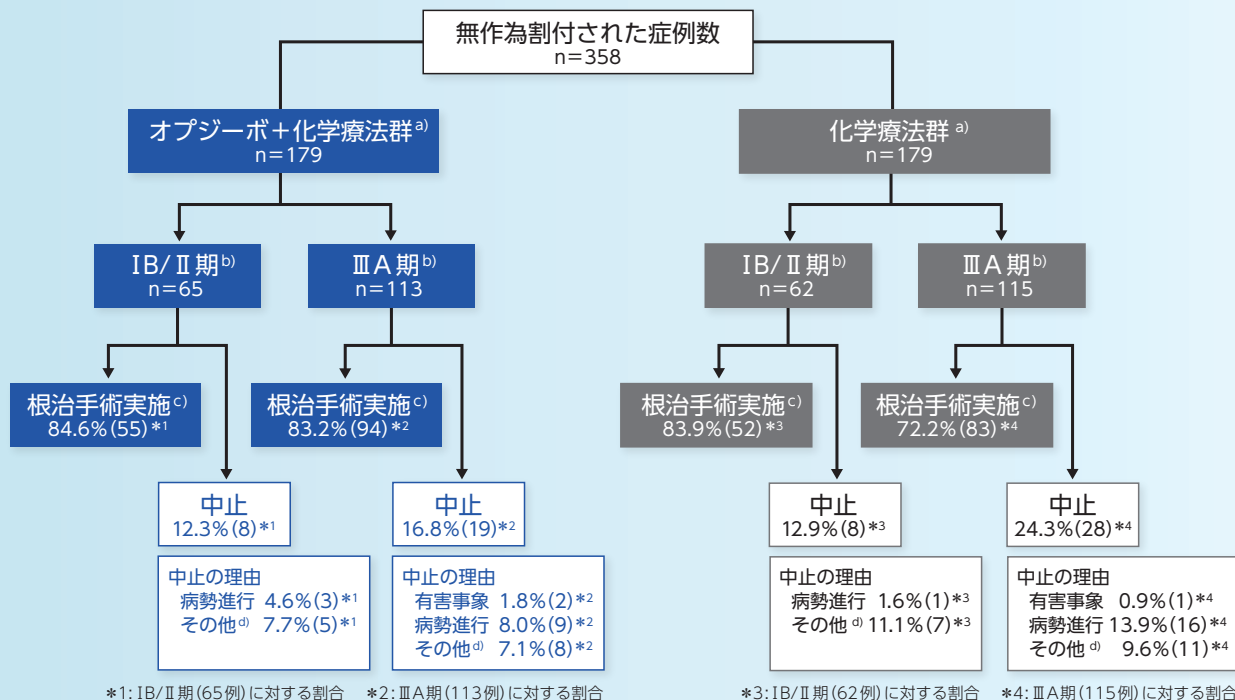 無作為割付された症例数
n=358
オプジーボ+化学療法群a)
n=179
化学療法群a)
n=179
ⅠB/Ⅱ期b)
n=65
ⅢA期b)
n=113
ⅠB/Ⅱ期b)
n=62
ⅢA期b)
n=115
根治手術実施c)
84.6%(55)*1
根治手術実施c)
83.2%(94)*2
根治手術実施c)
83.9%(52)*3
根治手術実施c)
72.2%(83)*4
中止
12.3%(8)*1
中止
16.8%(19)*2
中止
12.9%(8)*3
中止
24.3%(28)*4
中止の理由
病勢進行 4.6%(3)*1
その他d) 7.7%(5)*1
中止の理由
有害事象 1.8%(2)*2
病勢進行 8.0%(9)*2
その他d) 7.1%(8)*2
中止の理由
病勢進行 1.6%(1)*3
その他d) 11.1%(7)*3
中止の理由
有害事象 0.9%(1)*4
病勢進行 13.9%(16)*4
その他d) 9.6%(11)*4
*1:ⅠB/Ⅱ期(65例)に対する割合 *2:ⅢA期(113例)に対する割合
*3:ⅠB/Ⅱ期(62例)に対する割合 *4:ⅢA期(115例)に対する割合